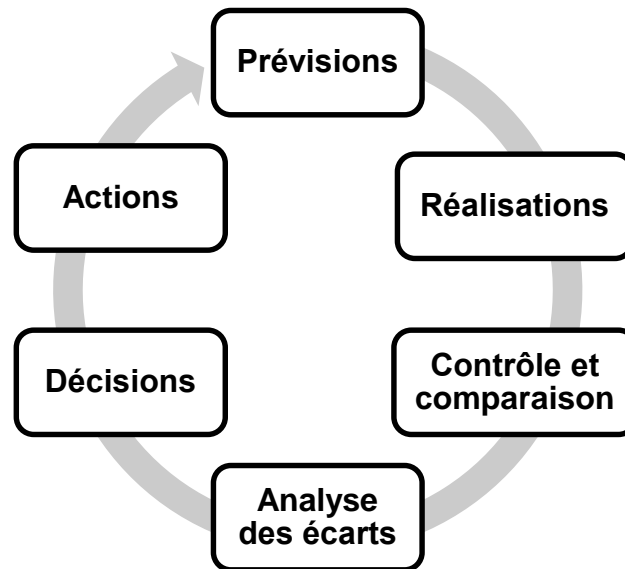 Prévisions
Réalisations
Contrôle et
comparaison
Analyse
des écarts
Décisions
Actions